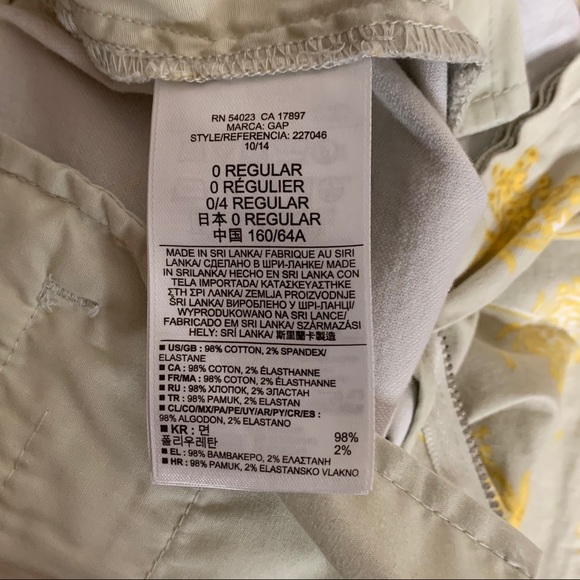 RN 54023 CA 17897
MARCA: GAP
STYLE/REFERENCIA: 227046
10/14
0 REGULAR
0 RÉGULIER
0/4 REGULAR
日本 0 REGULAR
中国 160/64A
MADE IN SRI LANKA/ FABRIQUE AU SIRI
LANKA/ СДЕЛАНО В ШРИ-ЛАНКЕ/ MADE
IN SRILANKA/ HECHO EN SRI LANKA CON
TELA IMPORTADA/ ΚΑΤΑΣΚΕΥΑΣΤΗΚΕ
ΣΤΗ ΣΡΙ ΛΑΝΚΑ/ ZEMLJA PROIZVODNJE
ŠRI LANKA/ ВИРОБЛЕНО У ШРІ-ЛАНЦІ/
WYPRODUKOWANO NA SRI LANCE/
FABRICADO EM SRI LANKA/ SZÁRMAZÁSI
HELY: SRÍ LANKA/ 斯里蘭卡製造
■ US/GB : 98% COTTON, 2% SPANDEX/
ELASTANE
■ CA : 98% COTON, 2% ÉLASTHANNE
■ FR/MA : 98% COTON, 2% ÉLASTHANNE
■ RU : 98% ХЛОПОК, 2% ЭЛАСТАН
■ TR : 98% PAMUK, 2% ELASTAN
■ CL/CO/MX/PA/PE/UY/AR/PY/CR/ES :
98% ALGODON, 2% ELASTANO
■ KR : 면 98%
폴리우레탄 2%
■ EL : 98% ΒΑΜΒΑΚΕΡΟ, 2% ΕΛΑΣΤΑΝΗ
■ HR : 98% PAMUK, 2% ELASTANSKO VLAKNO